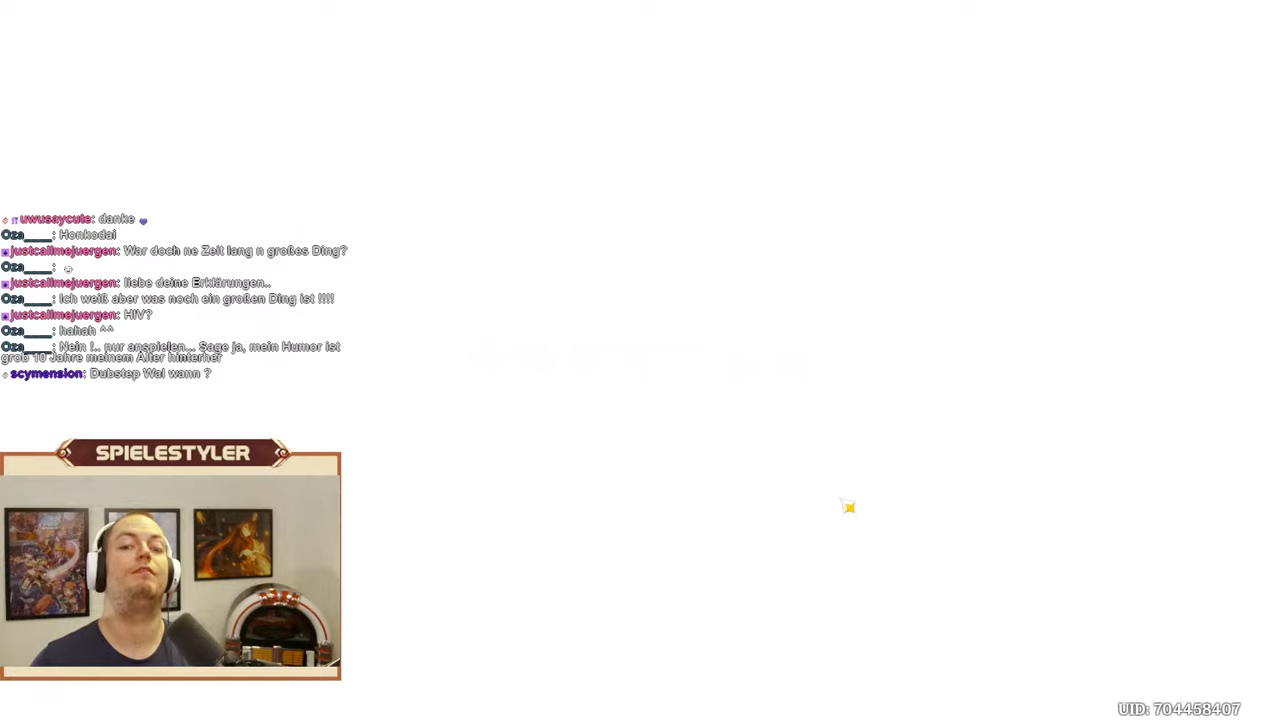 uwusaycute: danke
Oza____: Honkodai
justcallmejuergen: War doch ne Zeit lang n großes Ding?
Oza____:
justcallmejuergen: liebe deine Erklärungen..
Oza____: Ich weiß aber was noch ein großen Ding ist !!!!
justcallmejuergen: HIV?
Oza____: hahah ^^
Oza____: Nein !.. nur anspielen... Sage ja, mein Humor ist
grob 10 Jahre meinem Alter hinterher
scymension: Dubstep Wal wann ?
SPIELESTYLER
UID: 704458407